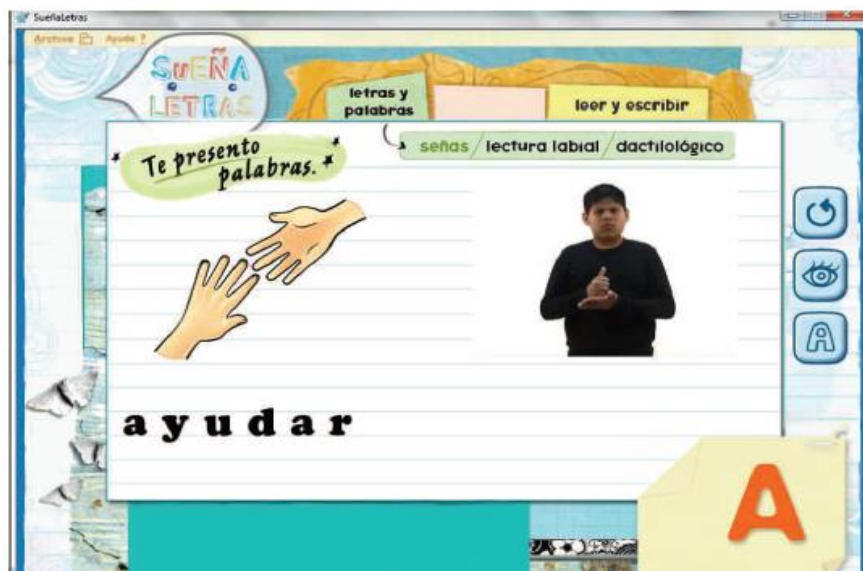 SueñaLetras
Archivo Ayuda ?
SUEÑA
LETRAS
letras y
palabras
leer y escribir
señas / lectura labial / dactilológico
Te presento
palabras.
ayudar
A
A